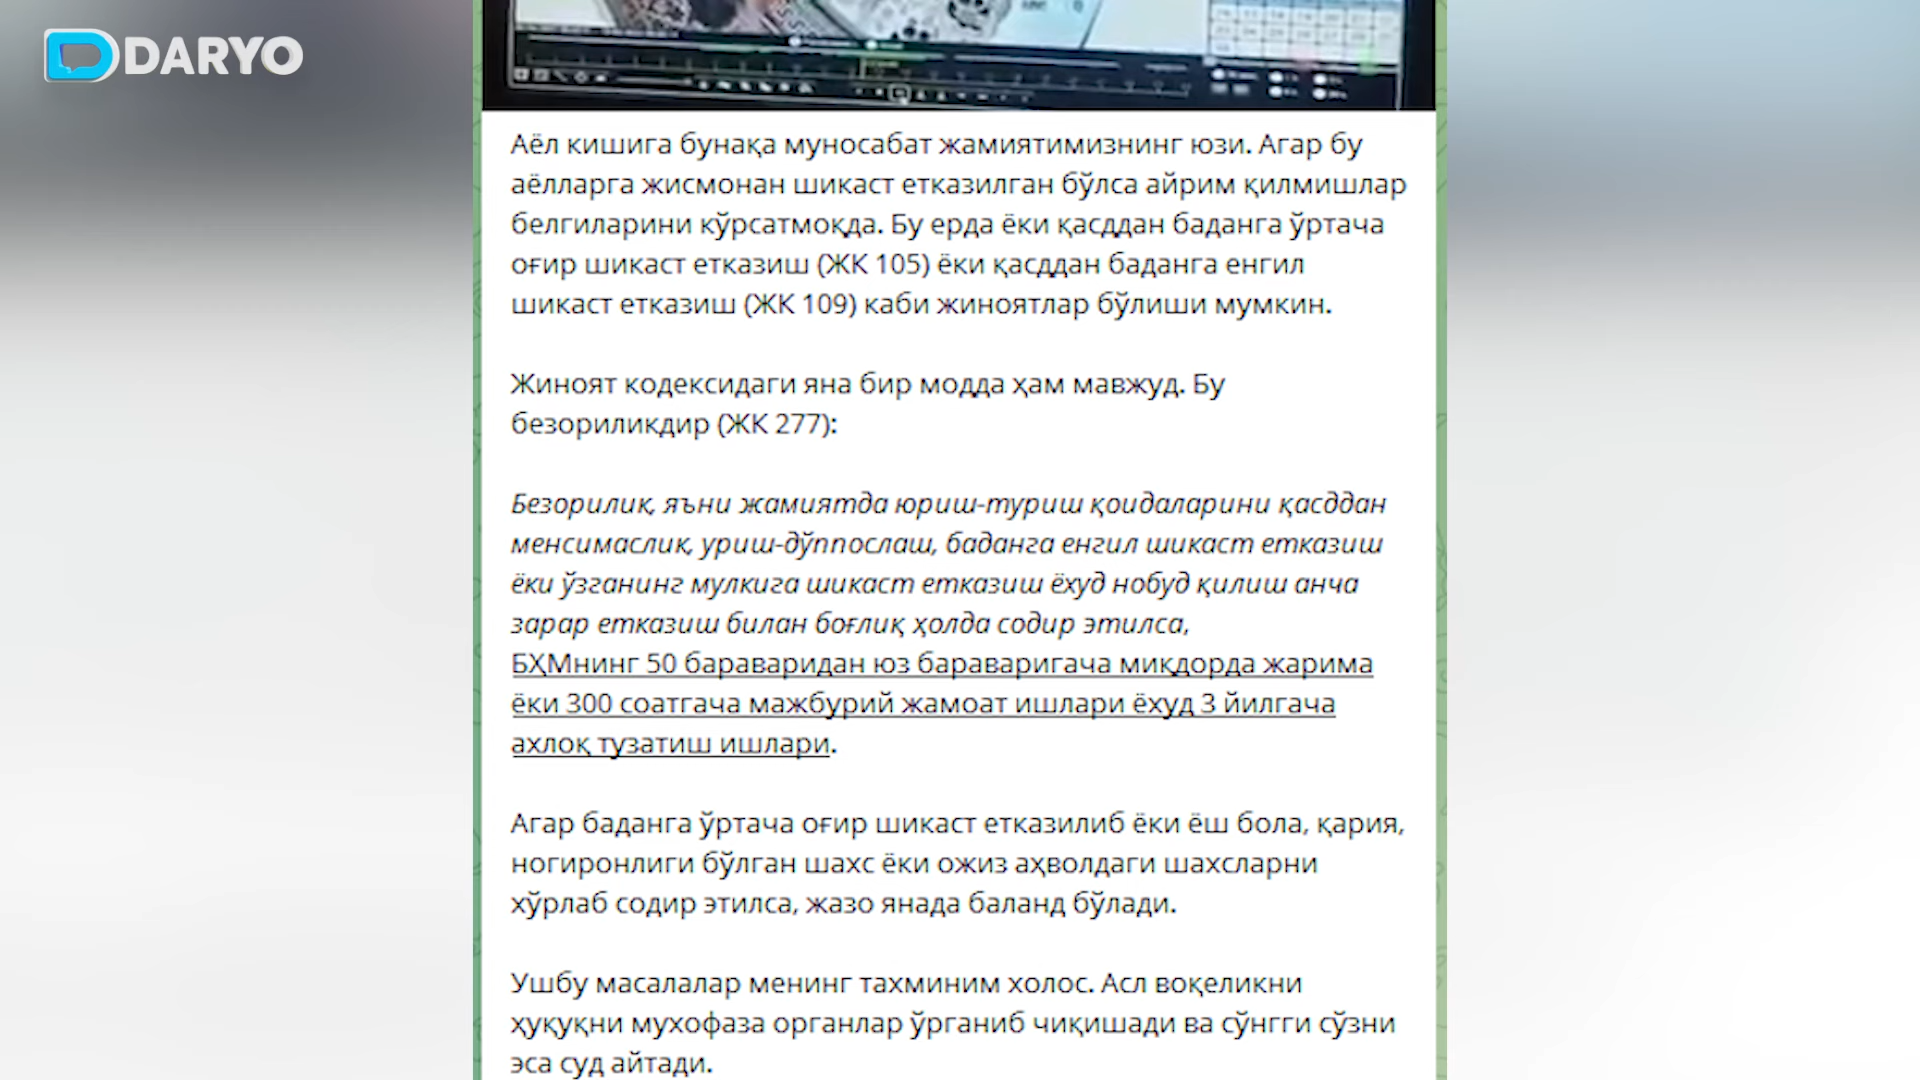 DARYO
Аёл кишига бунақа муносабат жамиятимизнинг юзи. Агар бу
аёлларга жисмонан шикаст етказилган бўлса айрим қилмишлар
белгиларини кўрсатмоқда. Бу ерда ёки қасддан баданга ўртача
оғир шикаст етказиш (ЖК 105) ёки қасддан баданга енгил
шикаст етказиш (ЖК 109) каби жиноятлар бўлиши мумкин.
Жиноят кодексидаги яна бир модда ҳам мавжуд. Бу
безориликдир (ЖК 277):
Безорилик, яъни жамиятда юриш-туриш қоидаларини қасддан
менсимаслик, уриш-дўппослаш, баданга енгил шикаст етказиш
ёки ўзганинг мулкига шикаст етказиш ёхуд нобуд қилиш анча
зарар етказиш билан боғлиқ ҳолда содир этилса,
БҲМнинг 50 бараваридан юз бараваригача миқдорда жарима
ёки 300 соатгача мажбурий жамоат ишлари ёхуд 3 йилгача
ахлоқ тузатиш ишлари.
Агар баданга ўртача оғир шикаст етказилиб ёки ёш бола, қария,
ногиронлиги бўлган шахс ёки ожиз аҳволдаги шахсларни
хўрлаб содир этилса, жазо янада баланд бўлади.
Ушбу масалалар менинг тахминим холос. Асл воқеликни
ҳуқуқни мухофаза органлар ўрганиб чиқишади ва сўнгги сўзни
эса суд айтади.